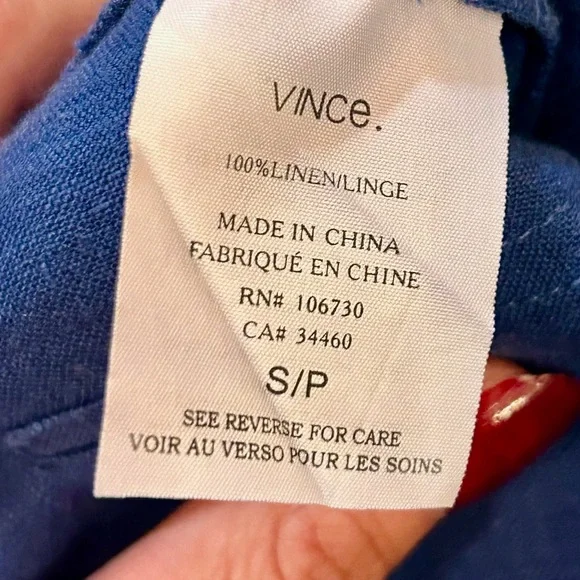 VINCe.
100%LINEN/LINGE
MADE IN CHINA
FABRIQUÉ EN CHINE
RN# 106730
CA# 34460
S/P
SEE REVERSE FOR CARE
VOIR AU VERSO POUR LES SOINS